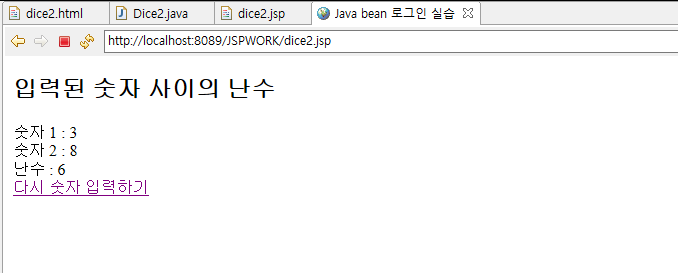 dice2.html Dice2.java dice2.jsp Java bean 로그인 실습
http://localhost:8089/JSPWORK/dice2.jsp
입력된 숫자 사이의 난수
숫자 1 : 3
숫자 2 : 8
난수 : 6
다시 숫자 입력하기